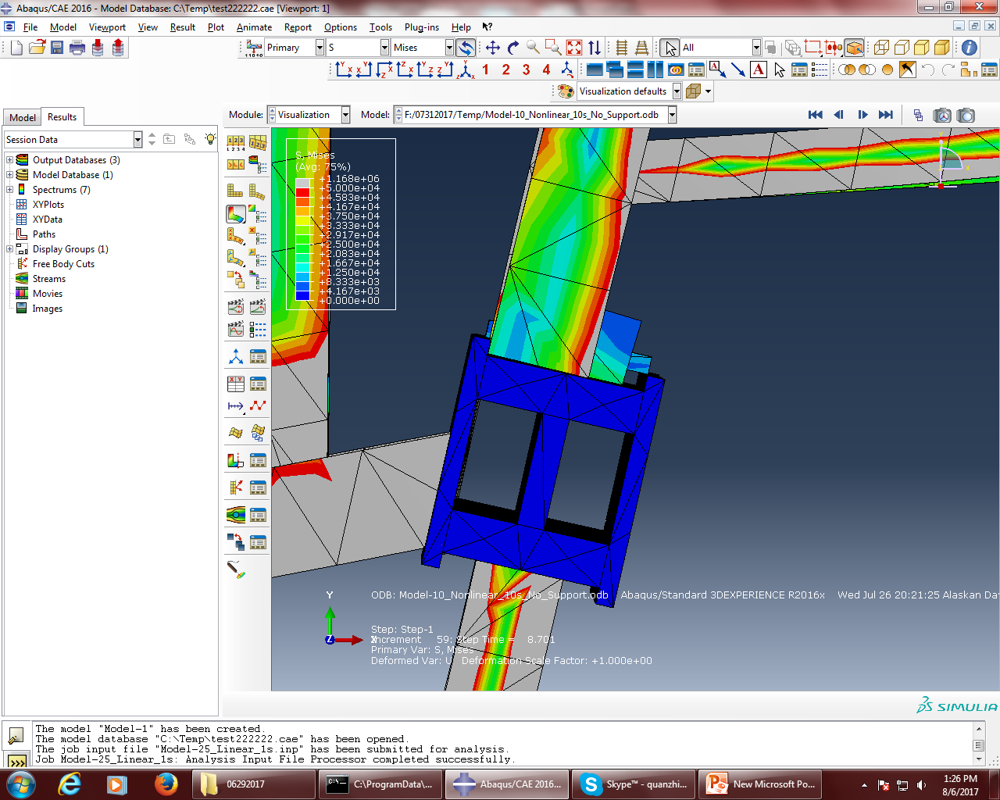 Abaqus/CAE 2016 - Model Database: C:\Temp\test222222.cae [Viewport: 1]
File Model Viewport View Result Plot Animate Report Options Tools Plug-ins Help
Primary S Mises All
1 2 3 4
Visualization defaults
Model Results
Module: Visualization Model: F:/07312017/Temp/Model-10_Nonlinear_10s_No_Support.odb
Session Data
Output Databases (3)
Model Database (1)
Spectrums (7)
XYPlots
XYData
Paths
Display Groups (1)
Free Body Cuts
Streams
Movies
Images
S, Mises
(Avg: 75%)
+1.168e+06
+5.000e+04
+4.583e+04
+4.167e+04
+3.750e+04
+3.333e+04
+2.917e+04
+2.500e+04
+2.083e+04
+1.667e+04
+1.250e+04
+8.333e+03
+4.167e+03
+0.000e+00
Y
Z
X
ODB: Model-10_Nonlinear_10s_No_Support.odb Abaqus/Standard 3DEXPERIENCE R2016x Wed Jul 26 20:21:25 Alaskan Da
Step: Step-1
Increment 59: Step Time = 8.701
Primary Var: S, Mises
Deformed Var: U Deformation Scale Factor: +1.000e+00
SIMULIA
The model "Model-1" has been created.
The model database "C:\Temp\test222222.cae" has been opened.
The job input file "Model-25_Linear_1s.inp" has been submitted for analysis.
Job Model-25_Linear_1s: Analysis Input File Processor completed successfully.
>>>
06292017
C:\ProgramData\...
Abaqus/CAE 2016...
Skype™ - quanzhi...
New Microsoft Po...
1:26 PM
8/6/2017